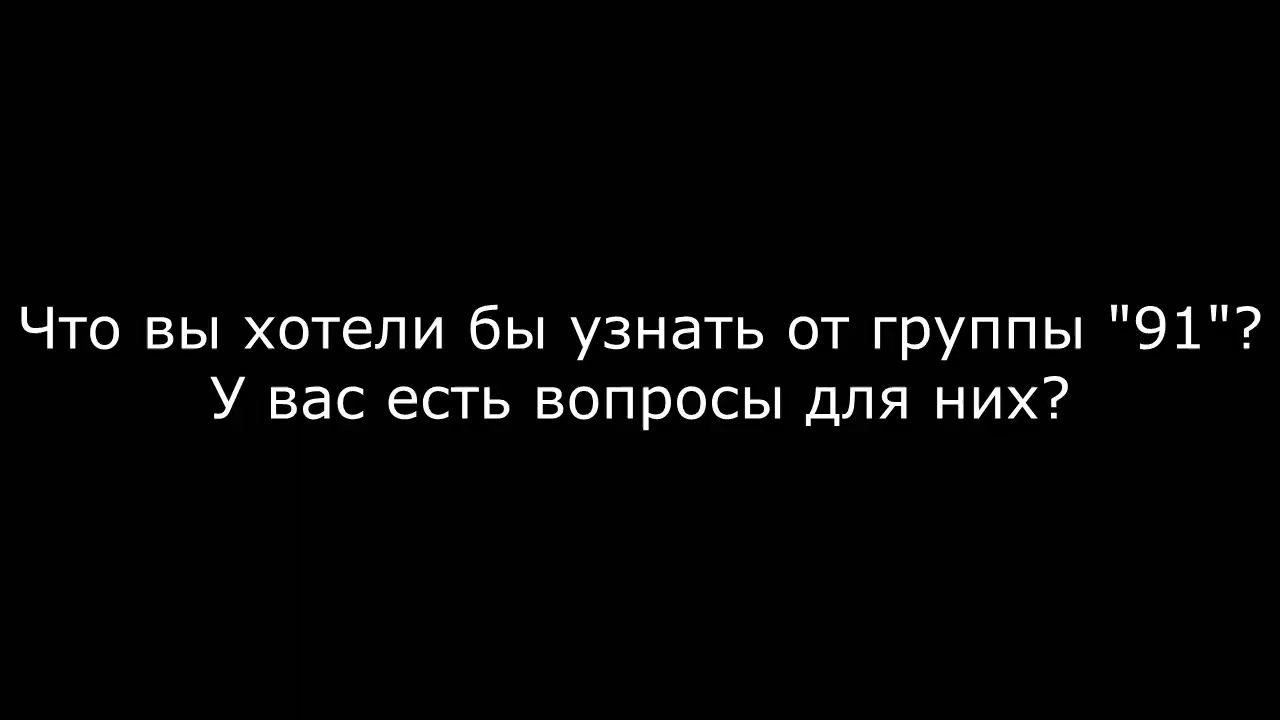 Что вы хотели бы узнать от группы "91"?
У вас есть вопросы для них?